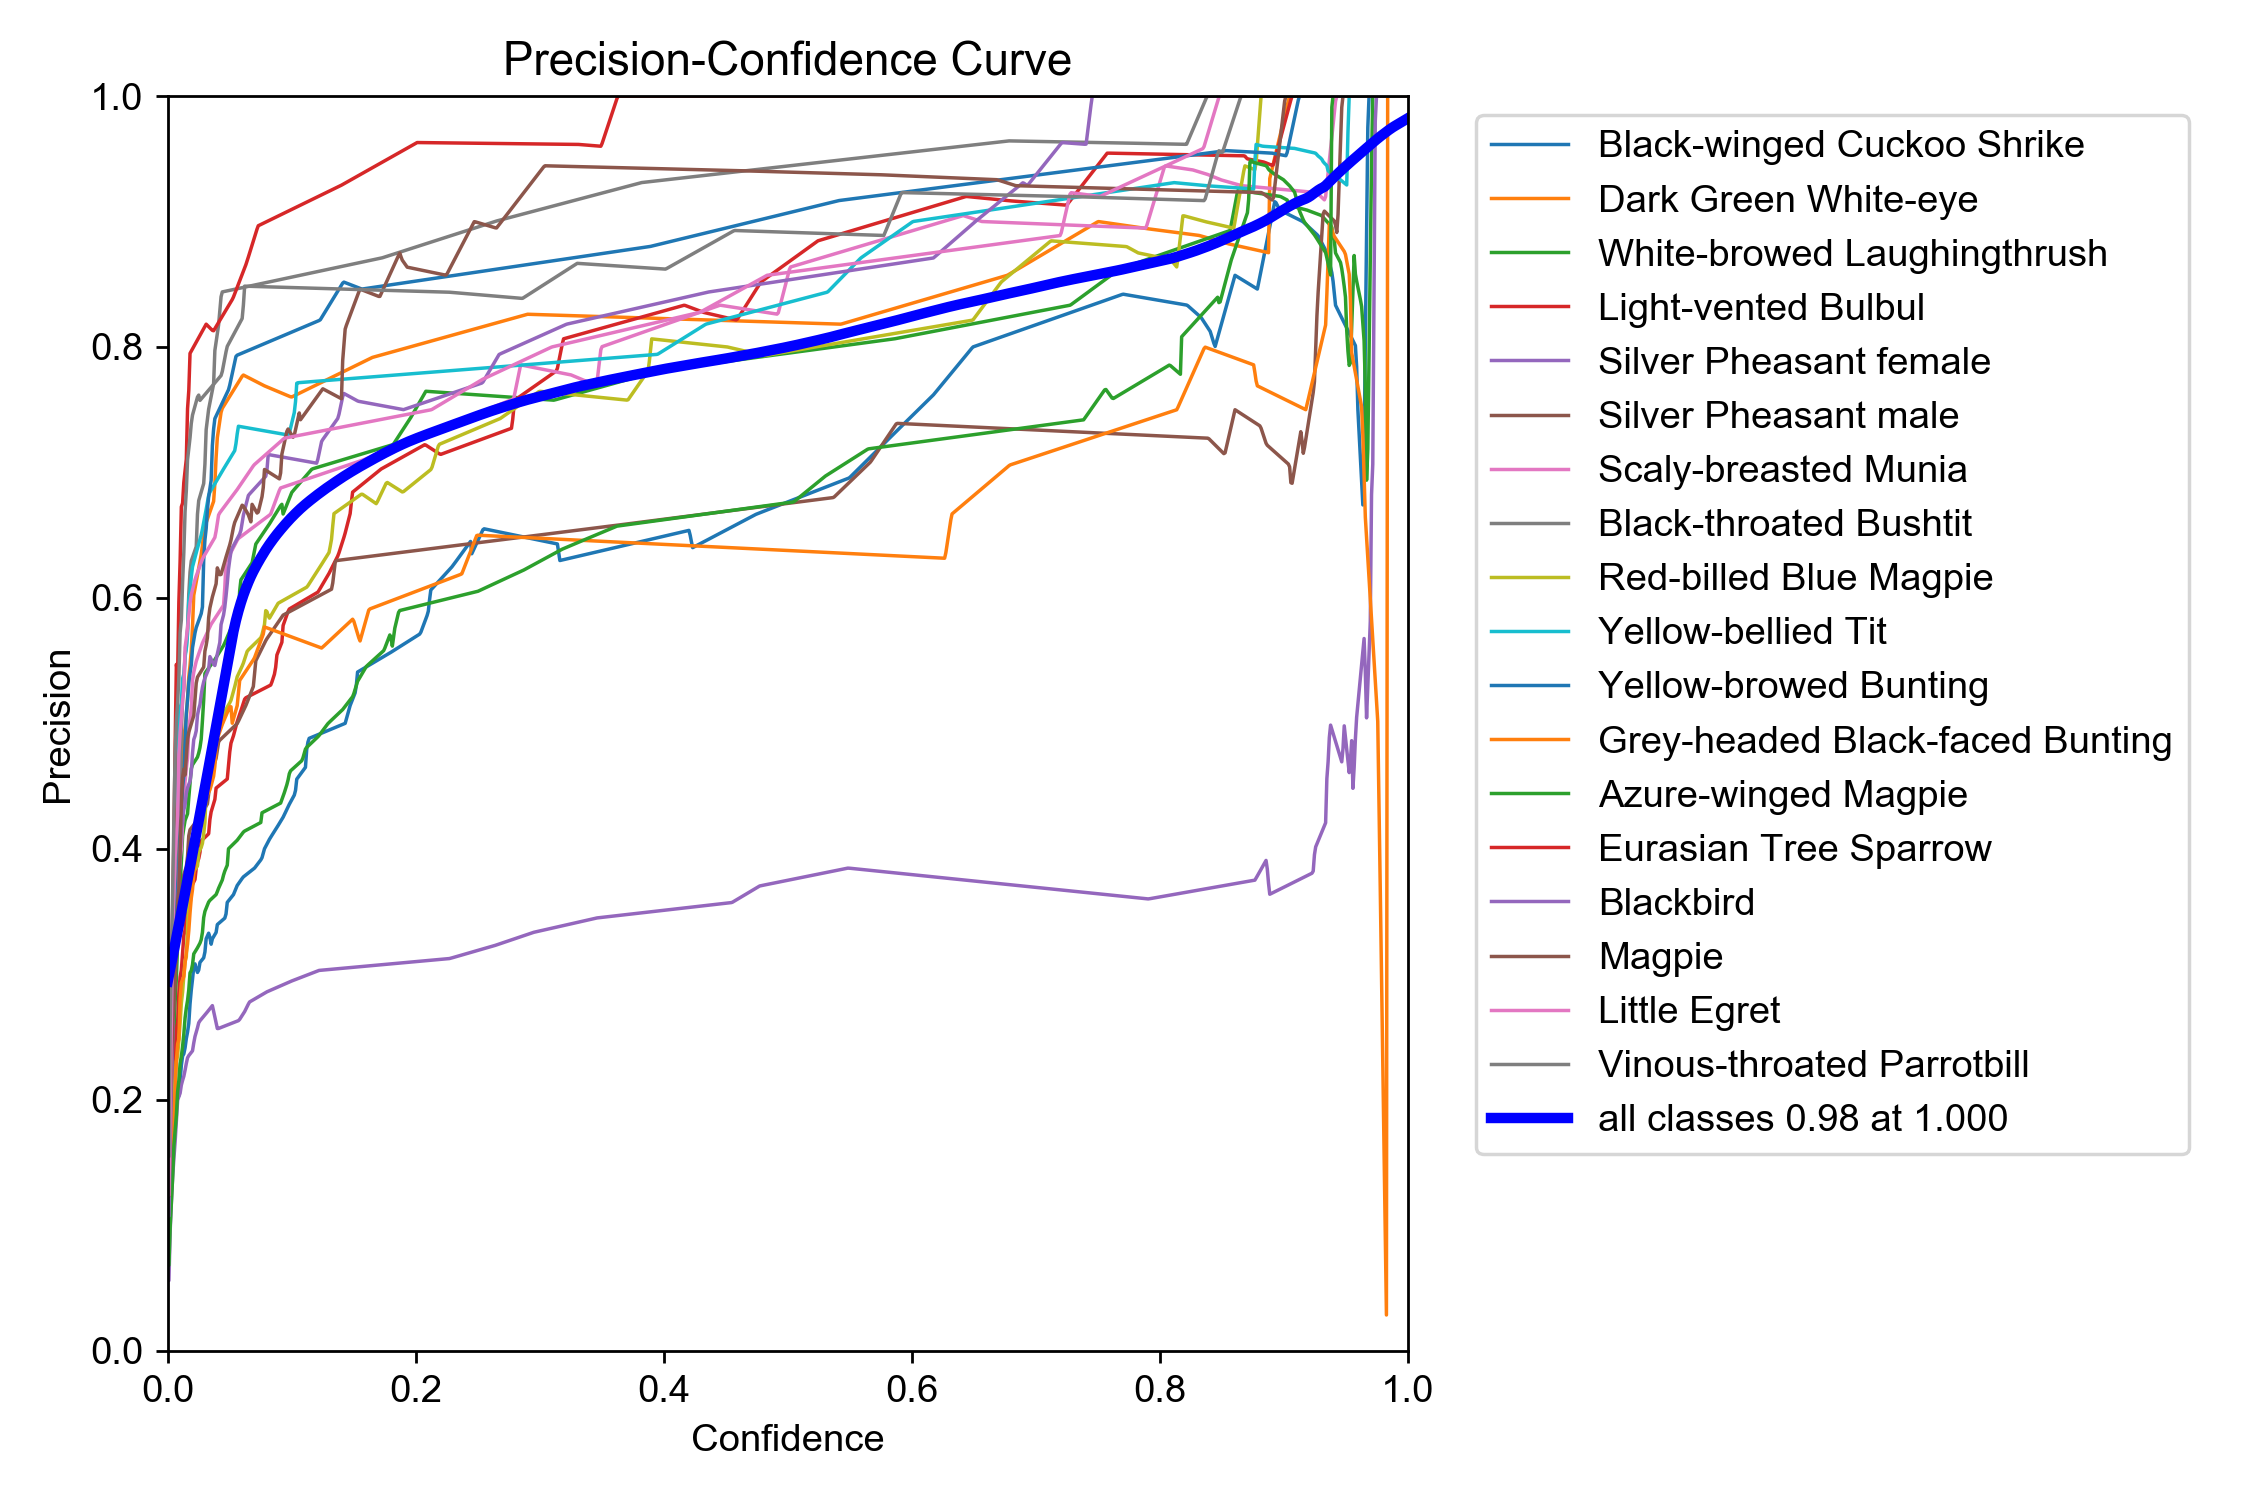 Precision-Confidence Curve
1.0
0.8
0.6
0.4
0.2
0.0
Precision
0.0 0.2 0.4 0.6 0.8 1.0
Confidence
Black-winged Cuckoo Shrike
Dark Green White-eye
White-browed Laughingthrush
Light-vented Bulbul
Silver Pheasant female
Silver Pheasant male
Scaly-breasted Munia
Black-throated Bushtit
Red-billed Blue Magpie
Yellow-bellied Tit
Yellow-browed Bunting
Grey-headed Black-faced Bunting
Azure-winged Magpie
Eurasian Tree Sparrow
Blackbird
Magpie
Little Egret
Vinous-throated Parrotbill
all classes 0.98 at 1.000